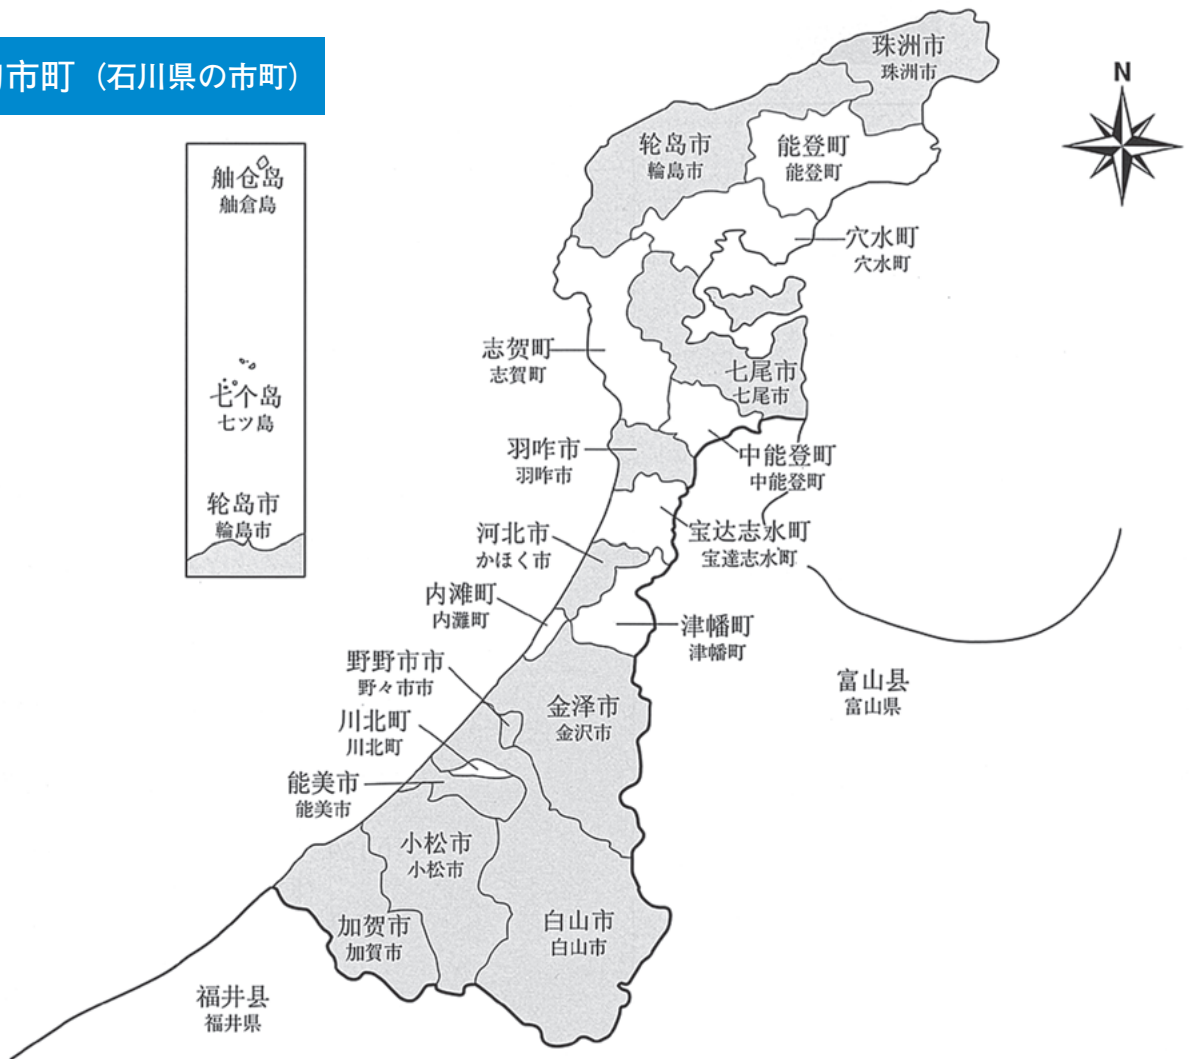 市町（石川県の市町）
N
珠洲市
珠洲市
轮岛市
輪島市
能登町
能登町
舳仓岛
舳倉島
穴水町
穴水町
志贺町
志賀町
七尾市
七尾市
七个岛
七ツ島
羽咋市
羽咋市
中能登町
中能登町
轮岛市
輪島市
河北市
かほく市
宝达志水町
宝達志水町
内滩町
内灘町
津幡町
津幡町
野野市市
野々市市
金泽市
金沢市
富山县
富山県
川北町
川北町
能美市
能美市
小松市
小松市
加贺市
加賀市
白山市
白山市
福井县
福井県